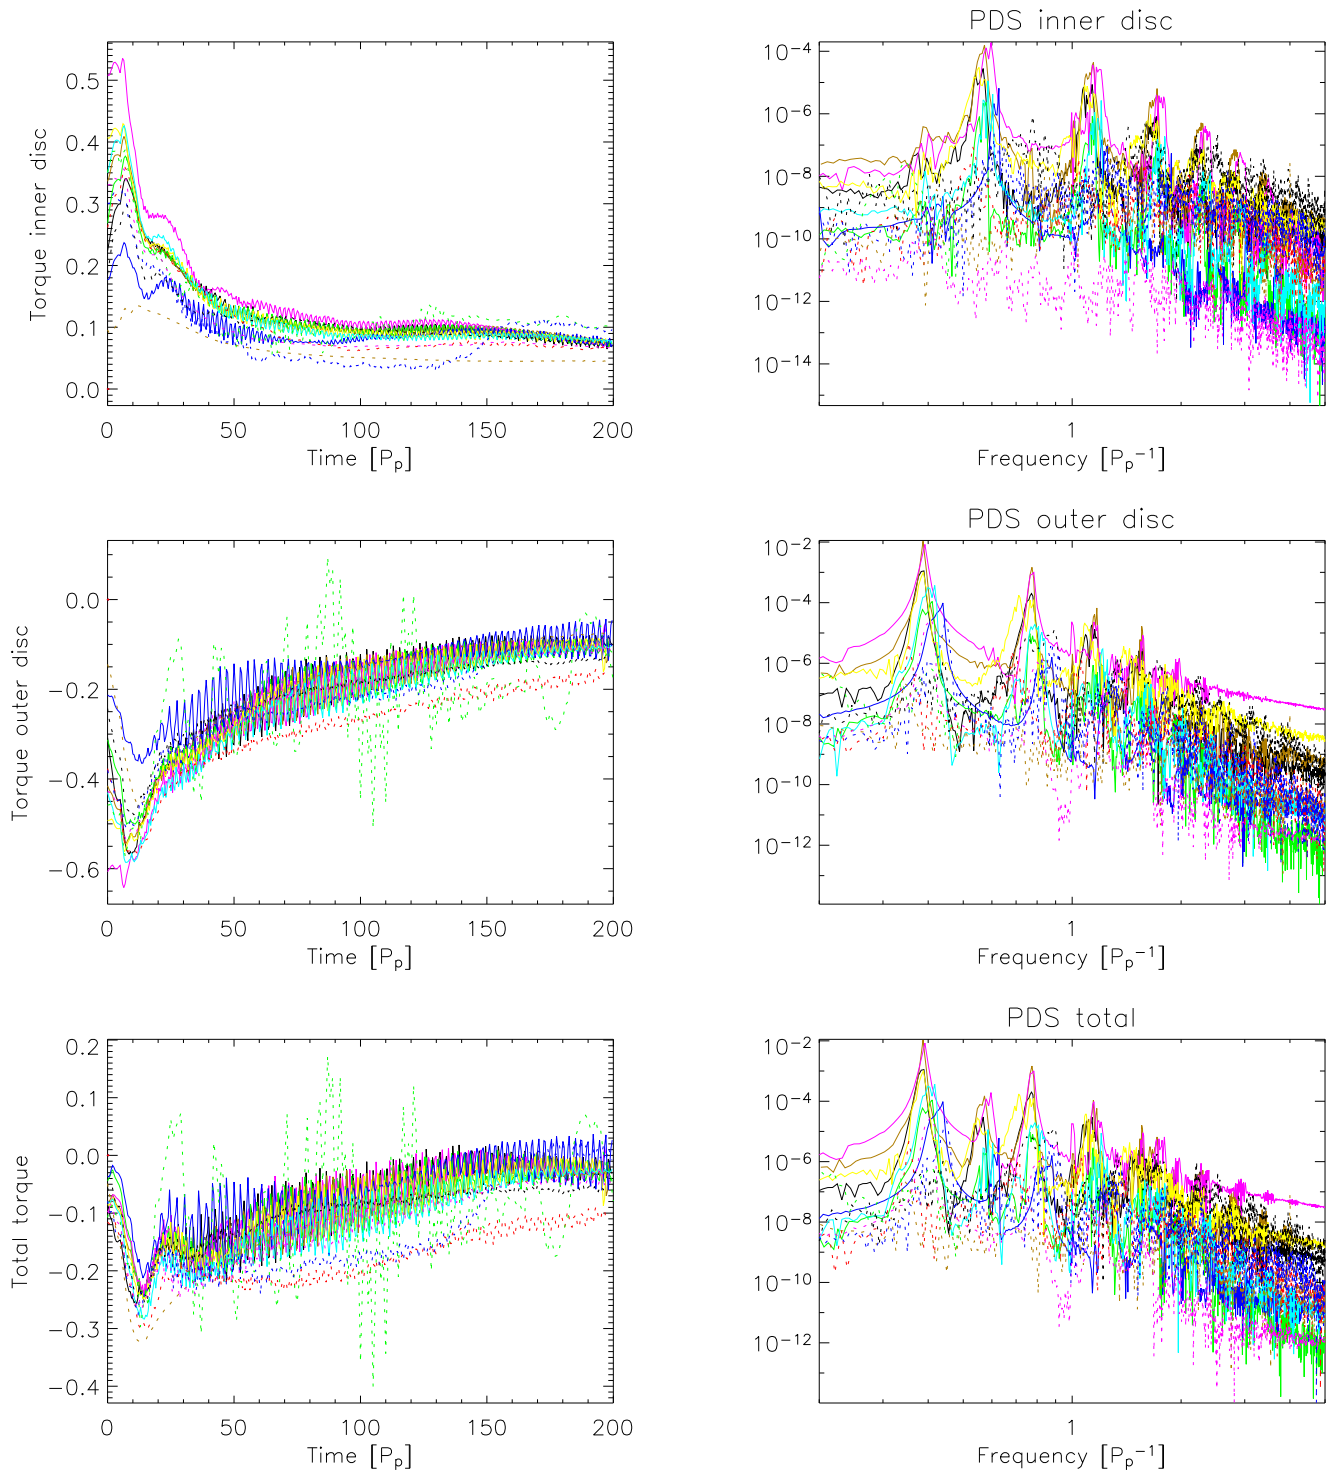 PDS inner disc
0.5
0.4
0.3
0.2
0.1
0.0
Torque inner disc
0 50 100 150 200
Time [Pp]
10⁻⁴
10⁻⁶
10⁻⁸
10⁻¹⁰
10⁻¹²
10⁻¹⁴
1
Frequency [Pp⁻¹]
PDS outer disc
0.0
−0.2
−0.4
−0.6
Torque outer disc
0 50 100 150 200
Time [Pp]
10⁻²
10⁻⁴
10⁻⁶
10⁻⁸
10⁻¹⁰
10⁻¹²
1
Frequency [Pp⁻¹]
PDS total
0.2
0.1
0.0
−0.1
−0.2
−0.3
−0.4
Total torque
0 50 100 150 200
Time [Pp]
10⁻²
10⁻⁴
10⁻⁶
10⁻⁸
10⁻¹⁰
10⁻¹²
1
Frequency [Pp⁻¹]